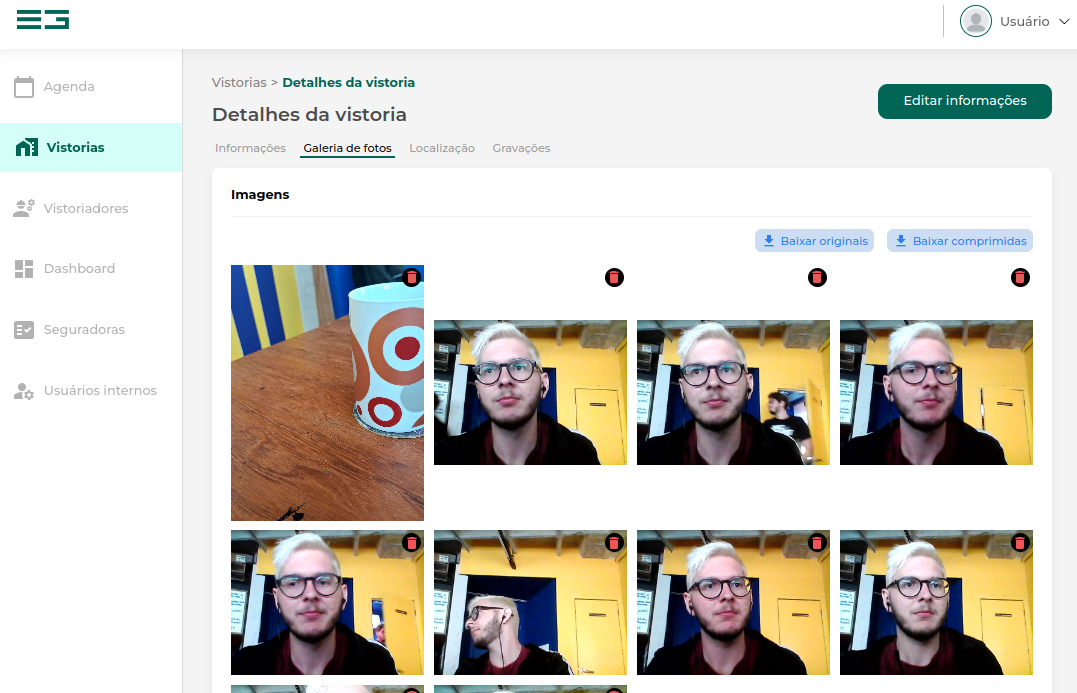 Usuário
Agenda
Vistorias
Vistoriadores
Dashboard
Seguradoras
Usuários internos
Vistorias > Detalhes da vistoria
Detalhes da vistoria
Editar informações
Informações Galeria de fotos Localização Gravações
Imagens
Baixar originais Baixar comprimidas